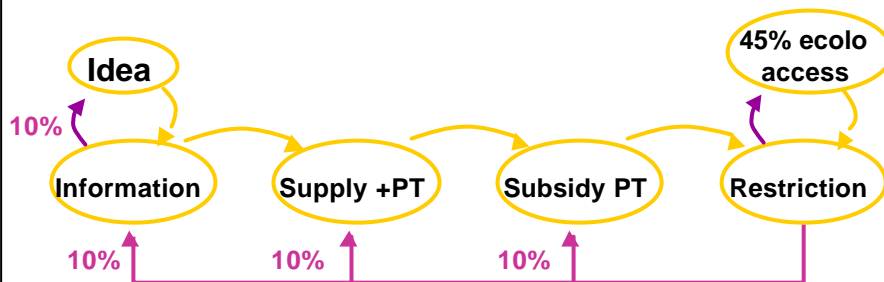 Idea
45% ecolo
access
10%
Information
Supply +PT
Subsidy PT
Restriction
10%
10%
10%